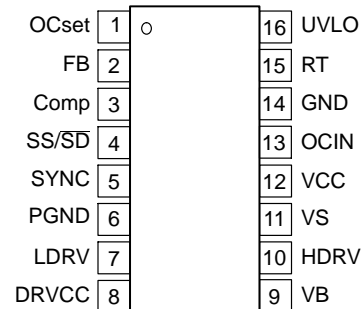 OCset 1 16 UVLO
FB 2 15 RT
Comp 3 14 GND
SS/SD 4 13 OCIN
SYNC 5 12 VCC
PGND 6 11 VS
LDRV 7 10 HDRV
DRVCC 8 9 VB